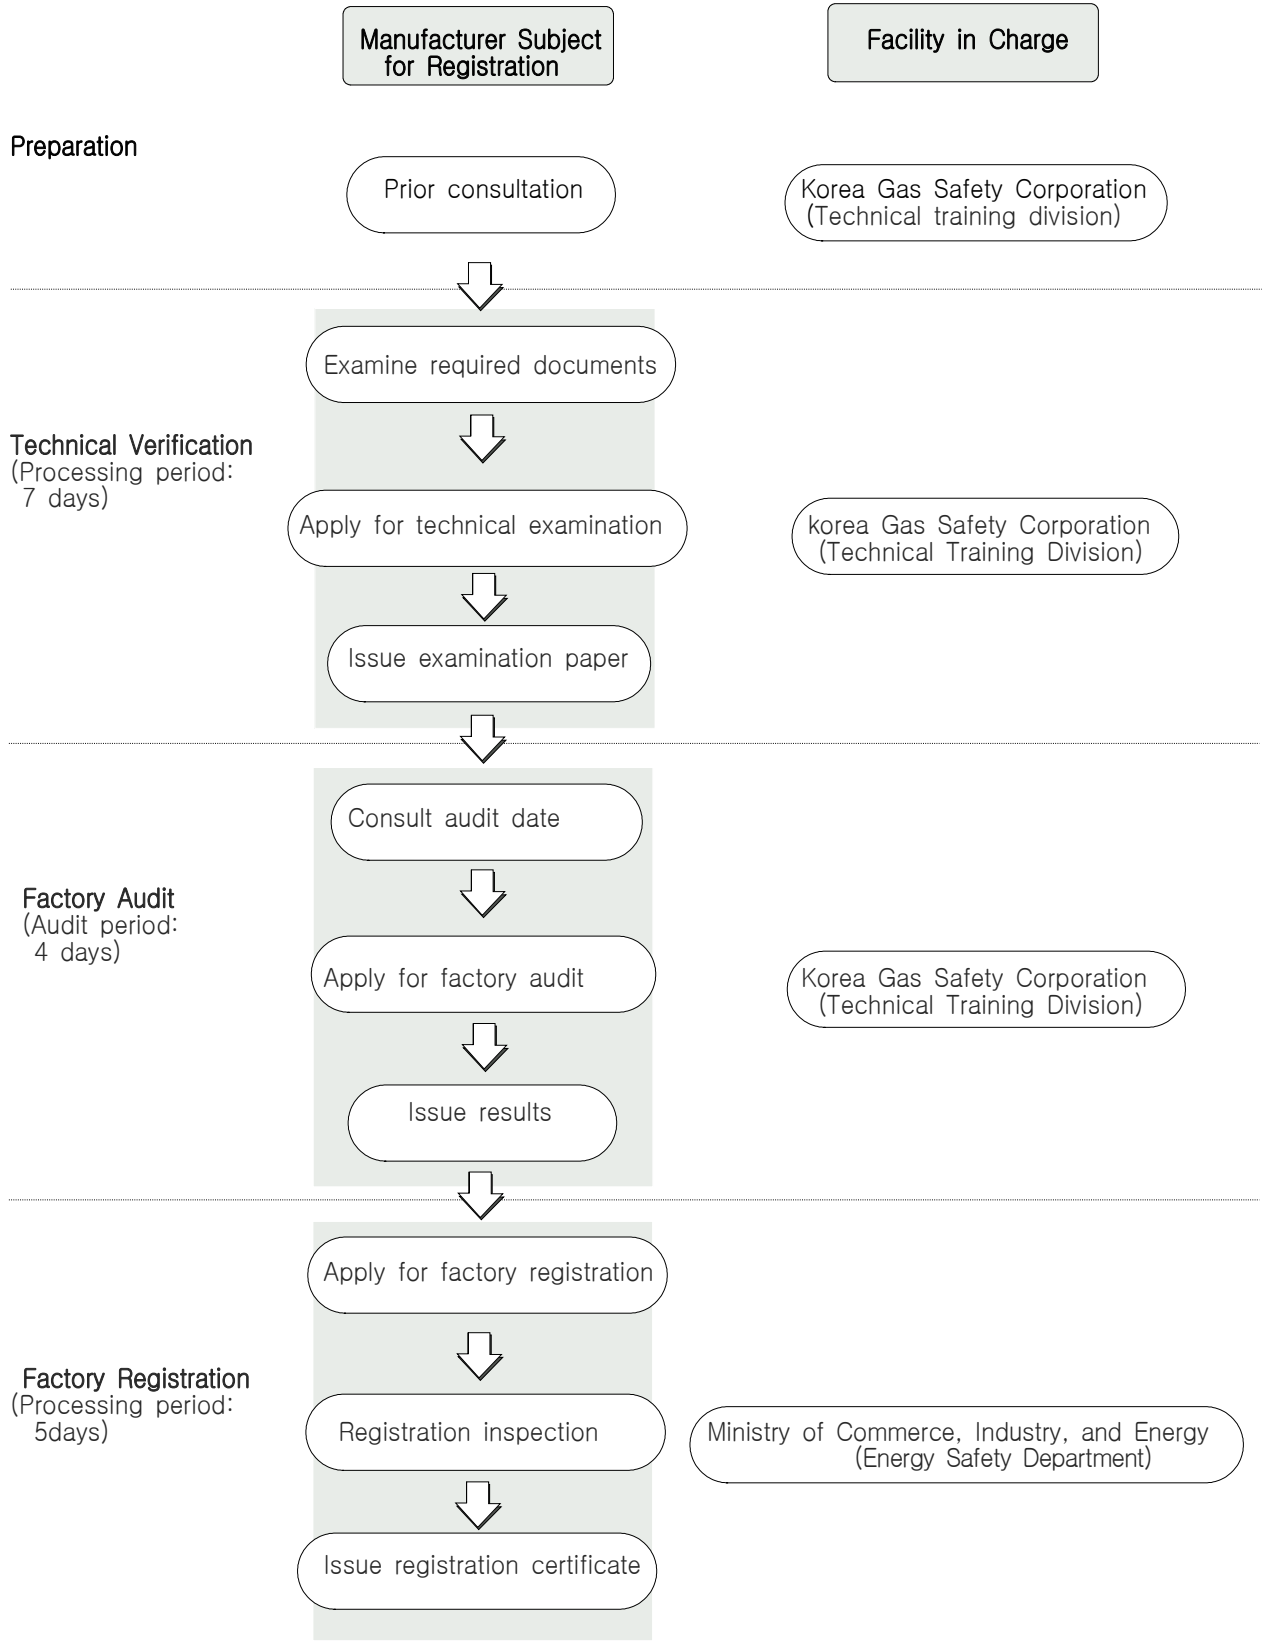 Manufacturer Subject
for Registration
Facility in Charge
Preparation
Prior consultation
Korea Gas Safety Corporation
(Technical training division)
Examine required documents
Technical Verification
(Processing period:
7 days)
Apply for technical examination
korea Gas Safety Corporation
(Technical Training Division)
Issue examination paper
Consult audit date
Factory Audit
(Audit period:
4 days)
Apply for factory audit
Korea Gas Safety Corporation
(Technical Training Division)
Issue results
Apply for factory registration
Factory Registration
(Processing period:
5days)
Registration inspection
Ministry of Commerce, Industry, and Energy
(Energy Safety Department)
Issue registration certificate